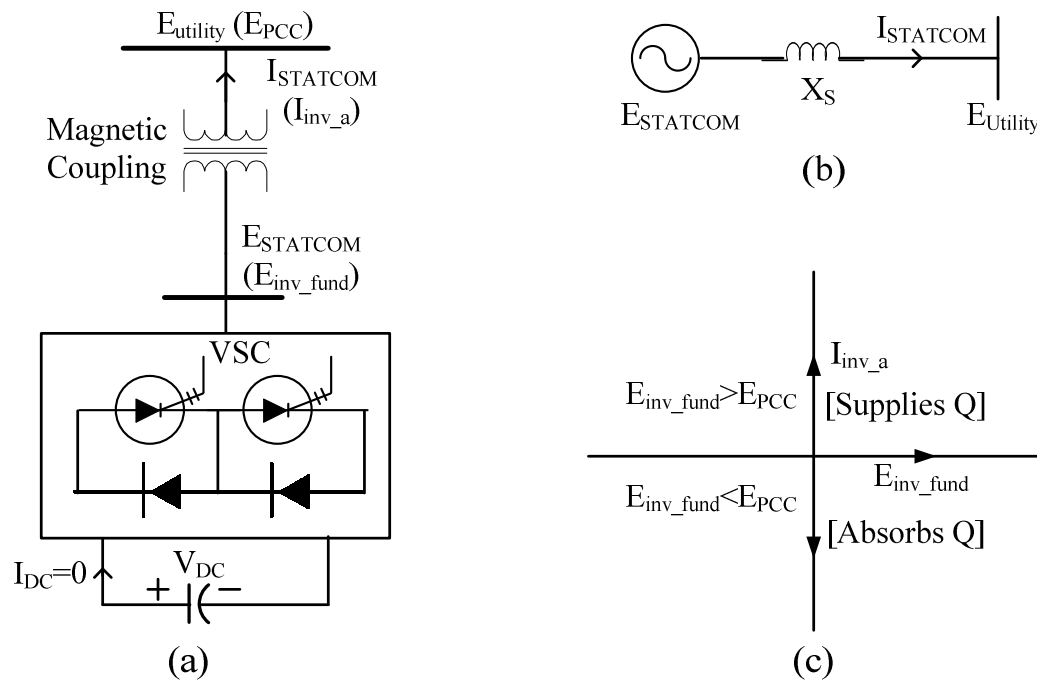 E_utility (E_PCC)
I_STATCOM
(I_inv_a)
Magnetic
Coupling
E_STATCOM
(E_inv_fund)
VSC
I_DC=0
V_DC
+ −
(a)
I_STATCOM
X_S
E_STATCOM
E_Utility
(b)
I_inv_a
E_inv_fund>E_PCC
[Supplies Q]
E_inv_fund
E_inv_fund<E_PCC
[Absorbs Q]
(c)